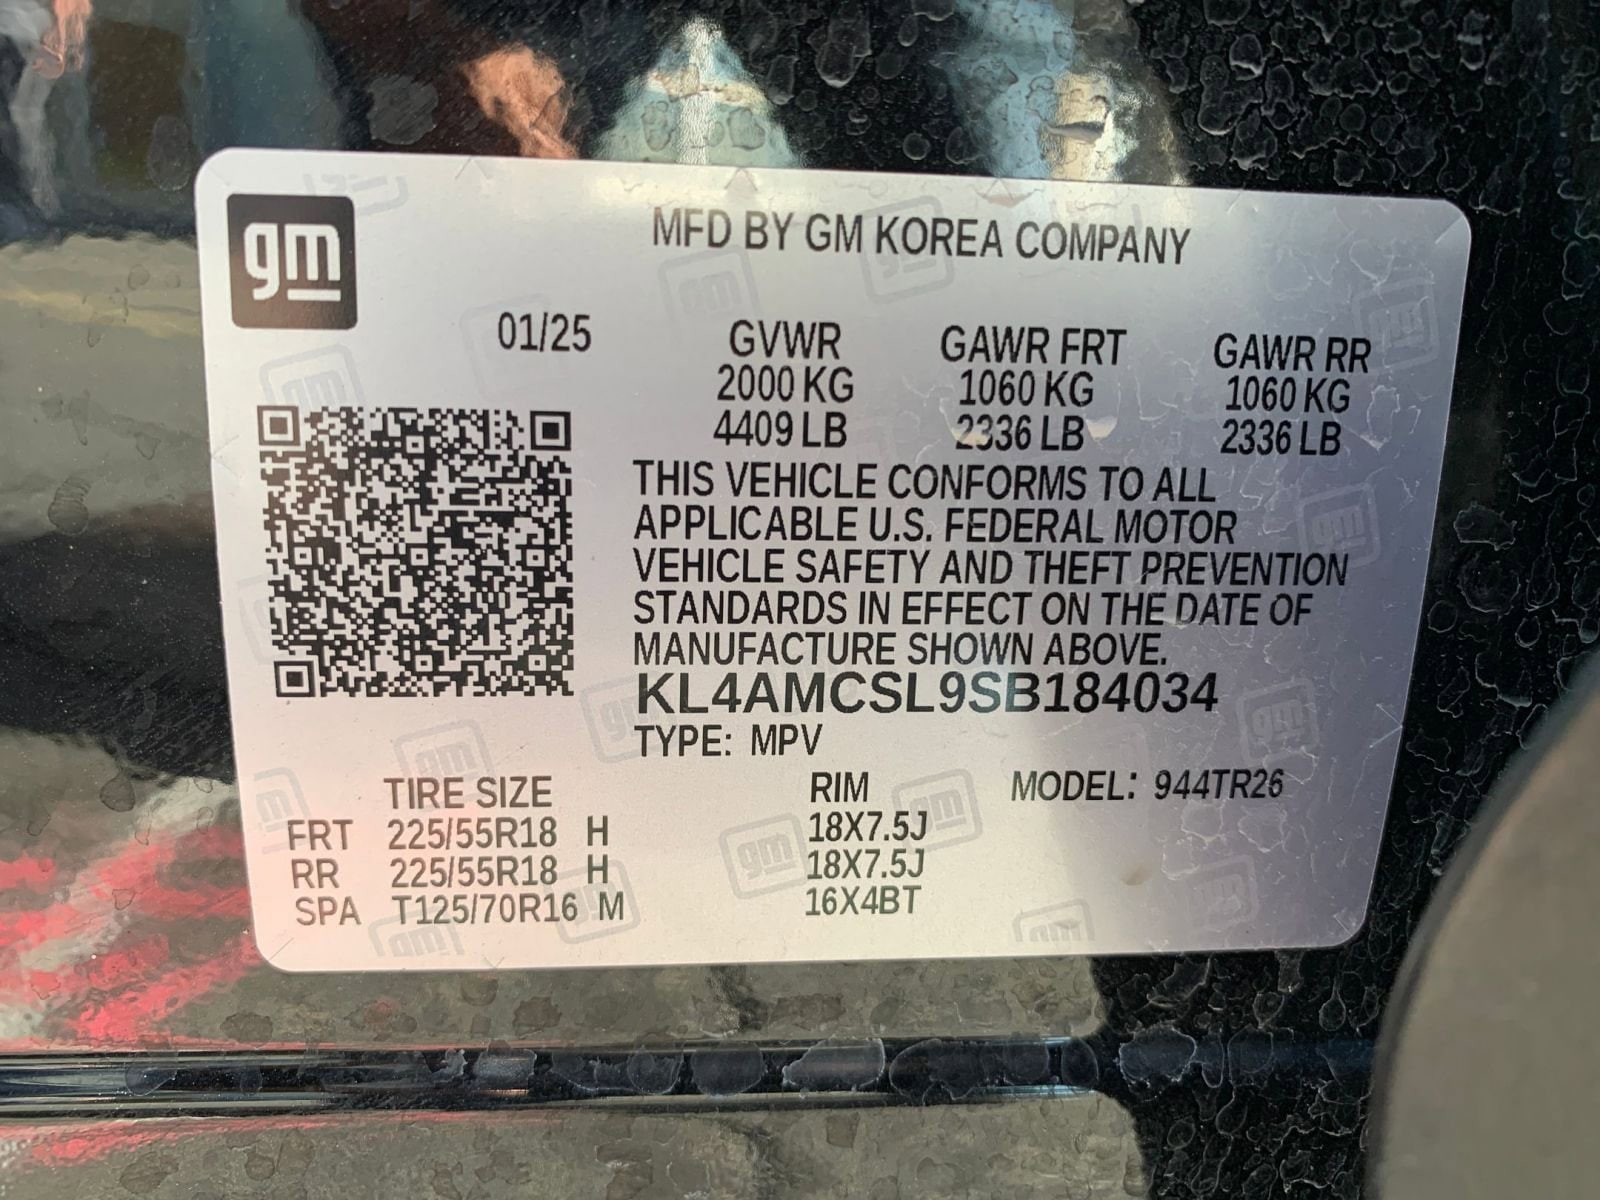 gm
MFD BY GM KOREA COMPANY
01/25 GVWR GAWR FRT GAWR RR
2000 KG 1060 KG 1060 KG
4409 LB 2336 LB 2336 LB
THIS VEHICLE CONFORMS TO ALL
APPLICABLE U.S. FEDERAL MOTOR
VEHICLE SAFETY AND THEFT PREVENTION
STANDARDS IN EFFECT ON THE DATE OF
MANUFACTURE SHOWN ABOVE.
KL4AMCSL9SB184034
TYPE: MPV
TIRE SIZE RIM MODEL: 944TR26
FRT 225/55R18 H 18X7.5J
RR 225/55R18 H 18X7.5J
SPA T125/70R16 M 16X4BT